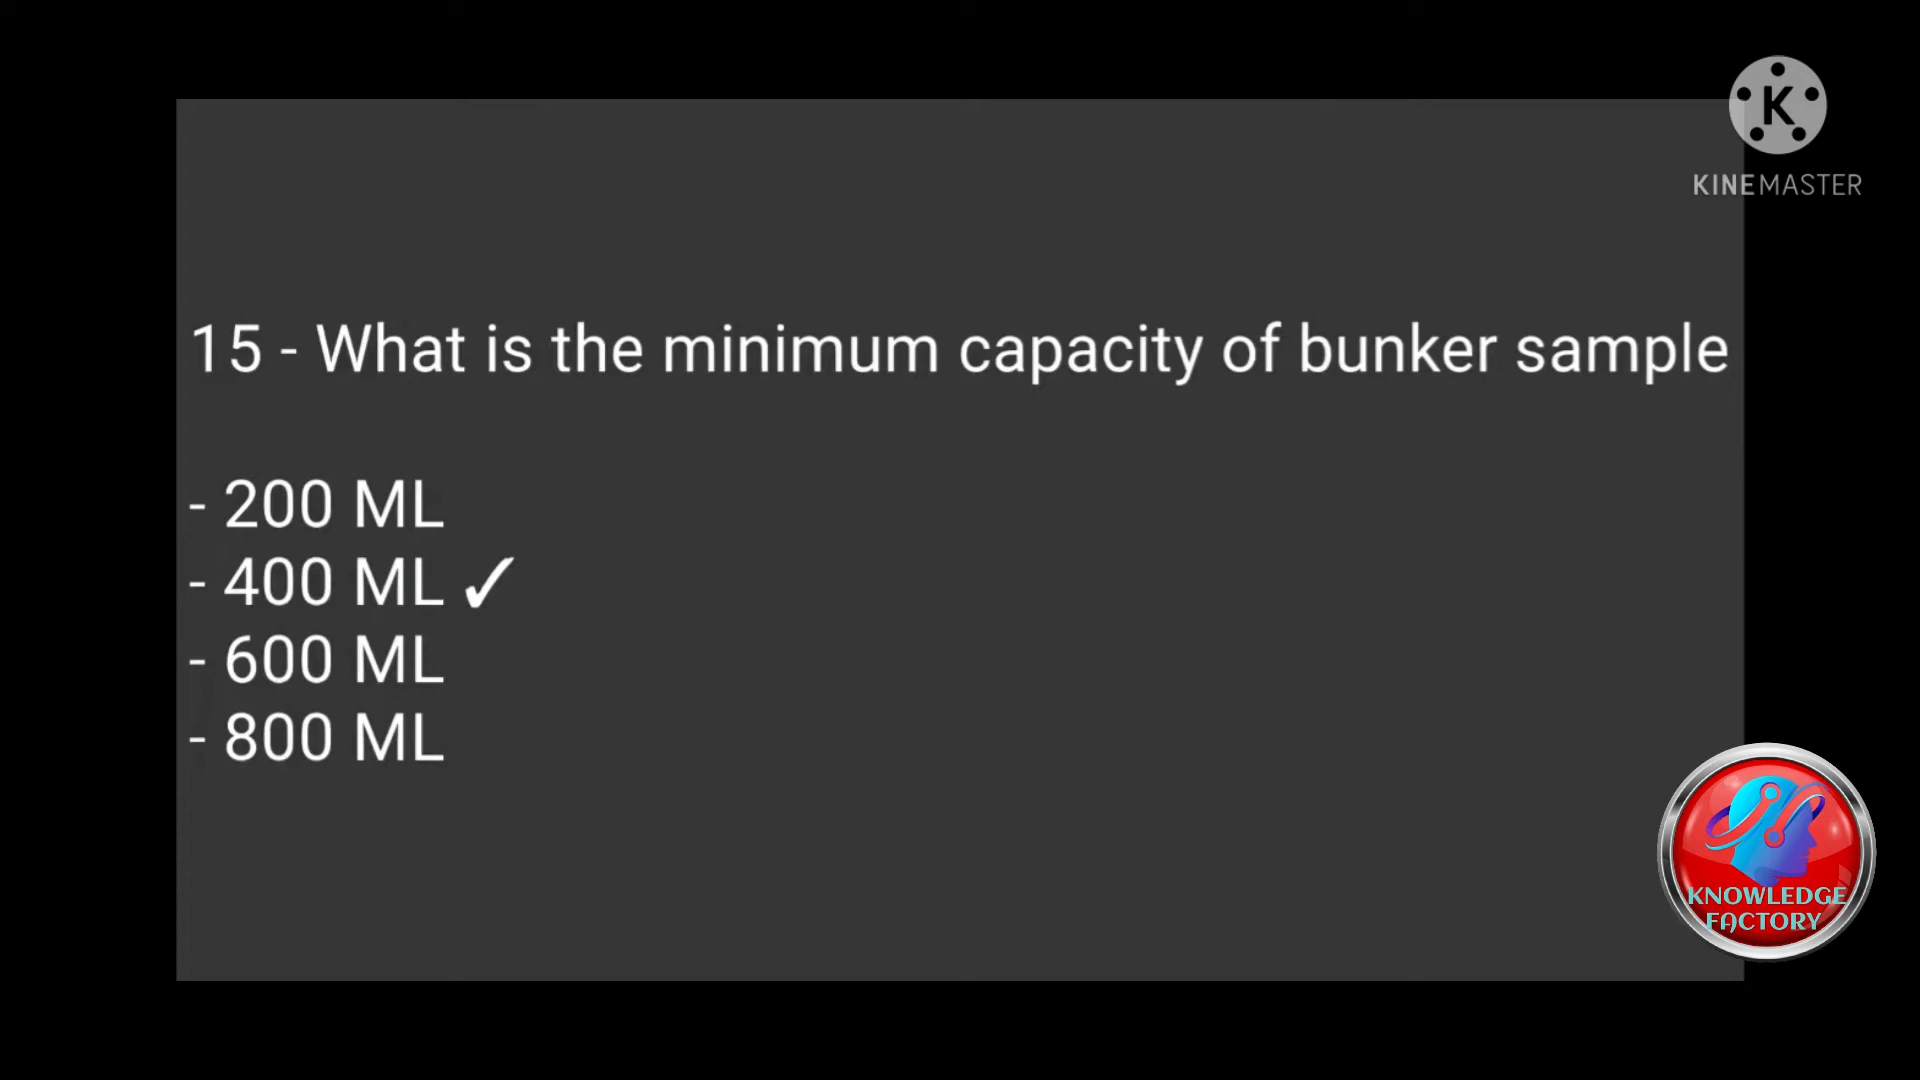 K
KINEMASTER
15 - What is the minimum capacity of bunker sample
- 200 ML
- 400 ML ✓
- 600 ML
- 800 ML
KNOWLEDGE
FACTORY